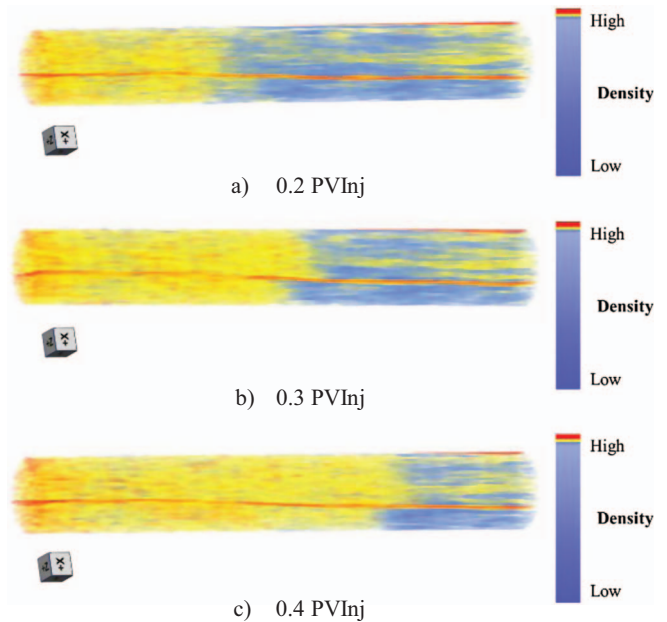 High
Density
Low
a) 0.2 PVInj
High
Density
Low
b) 0.3 PVInj
High
Density
Low
c) 0.4 PVInj